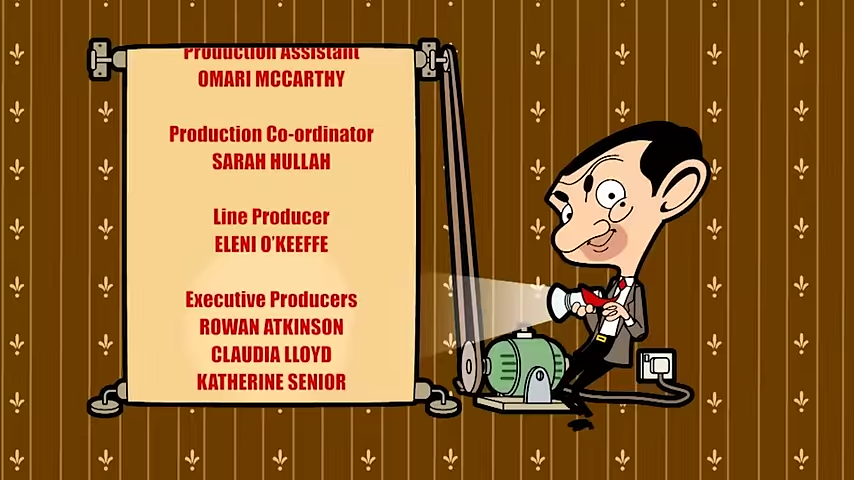 Production Assistant
OMARI MCCARTHY
Production Co-ordinator
SARAH HULLAH
Line Producer
ELENI O'KEEFFE
Executive Producers
ROWAN ATKINSON
CLAUDIA LLOYD
KATHERINE SENIOR